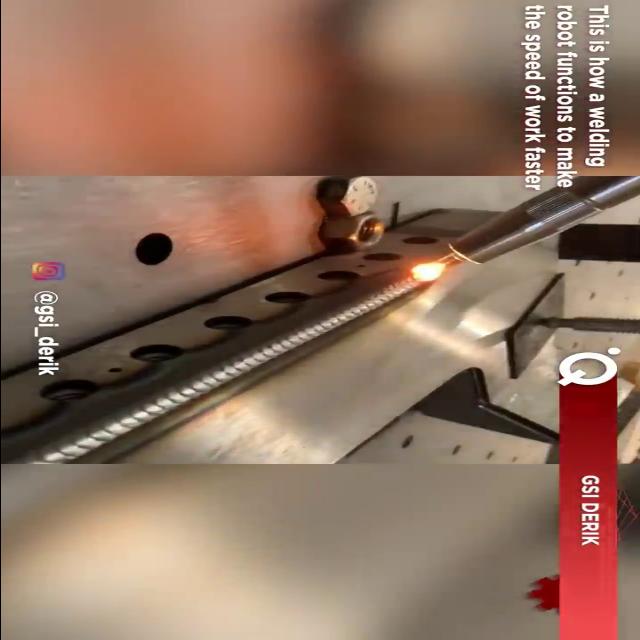 This is how a welding
robot functions to make
the speed of work faster
@gsi_derik
GSI DERIK